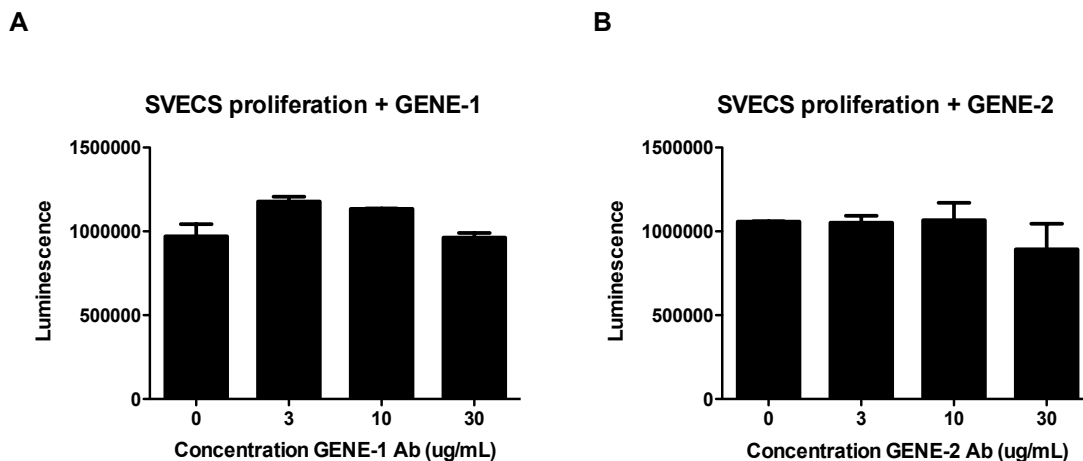 A
SVECS proliferation + GENE-1
1500000
1000000
500000
0
Luminescence
0 3 10 30
Concentration GENE-1 Ab (ug/mL)
B
SVECS proliferation + GENE-2
1500000
1000000
500000
0
Luminescence
0 3 10 30
Concentration GENE-2 Ab (ug/mL)